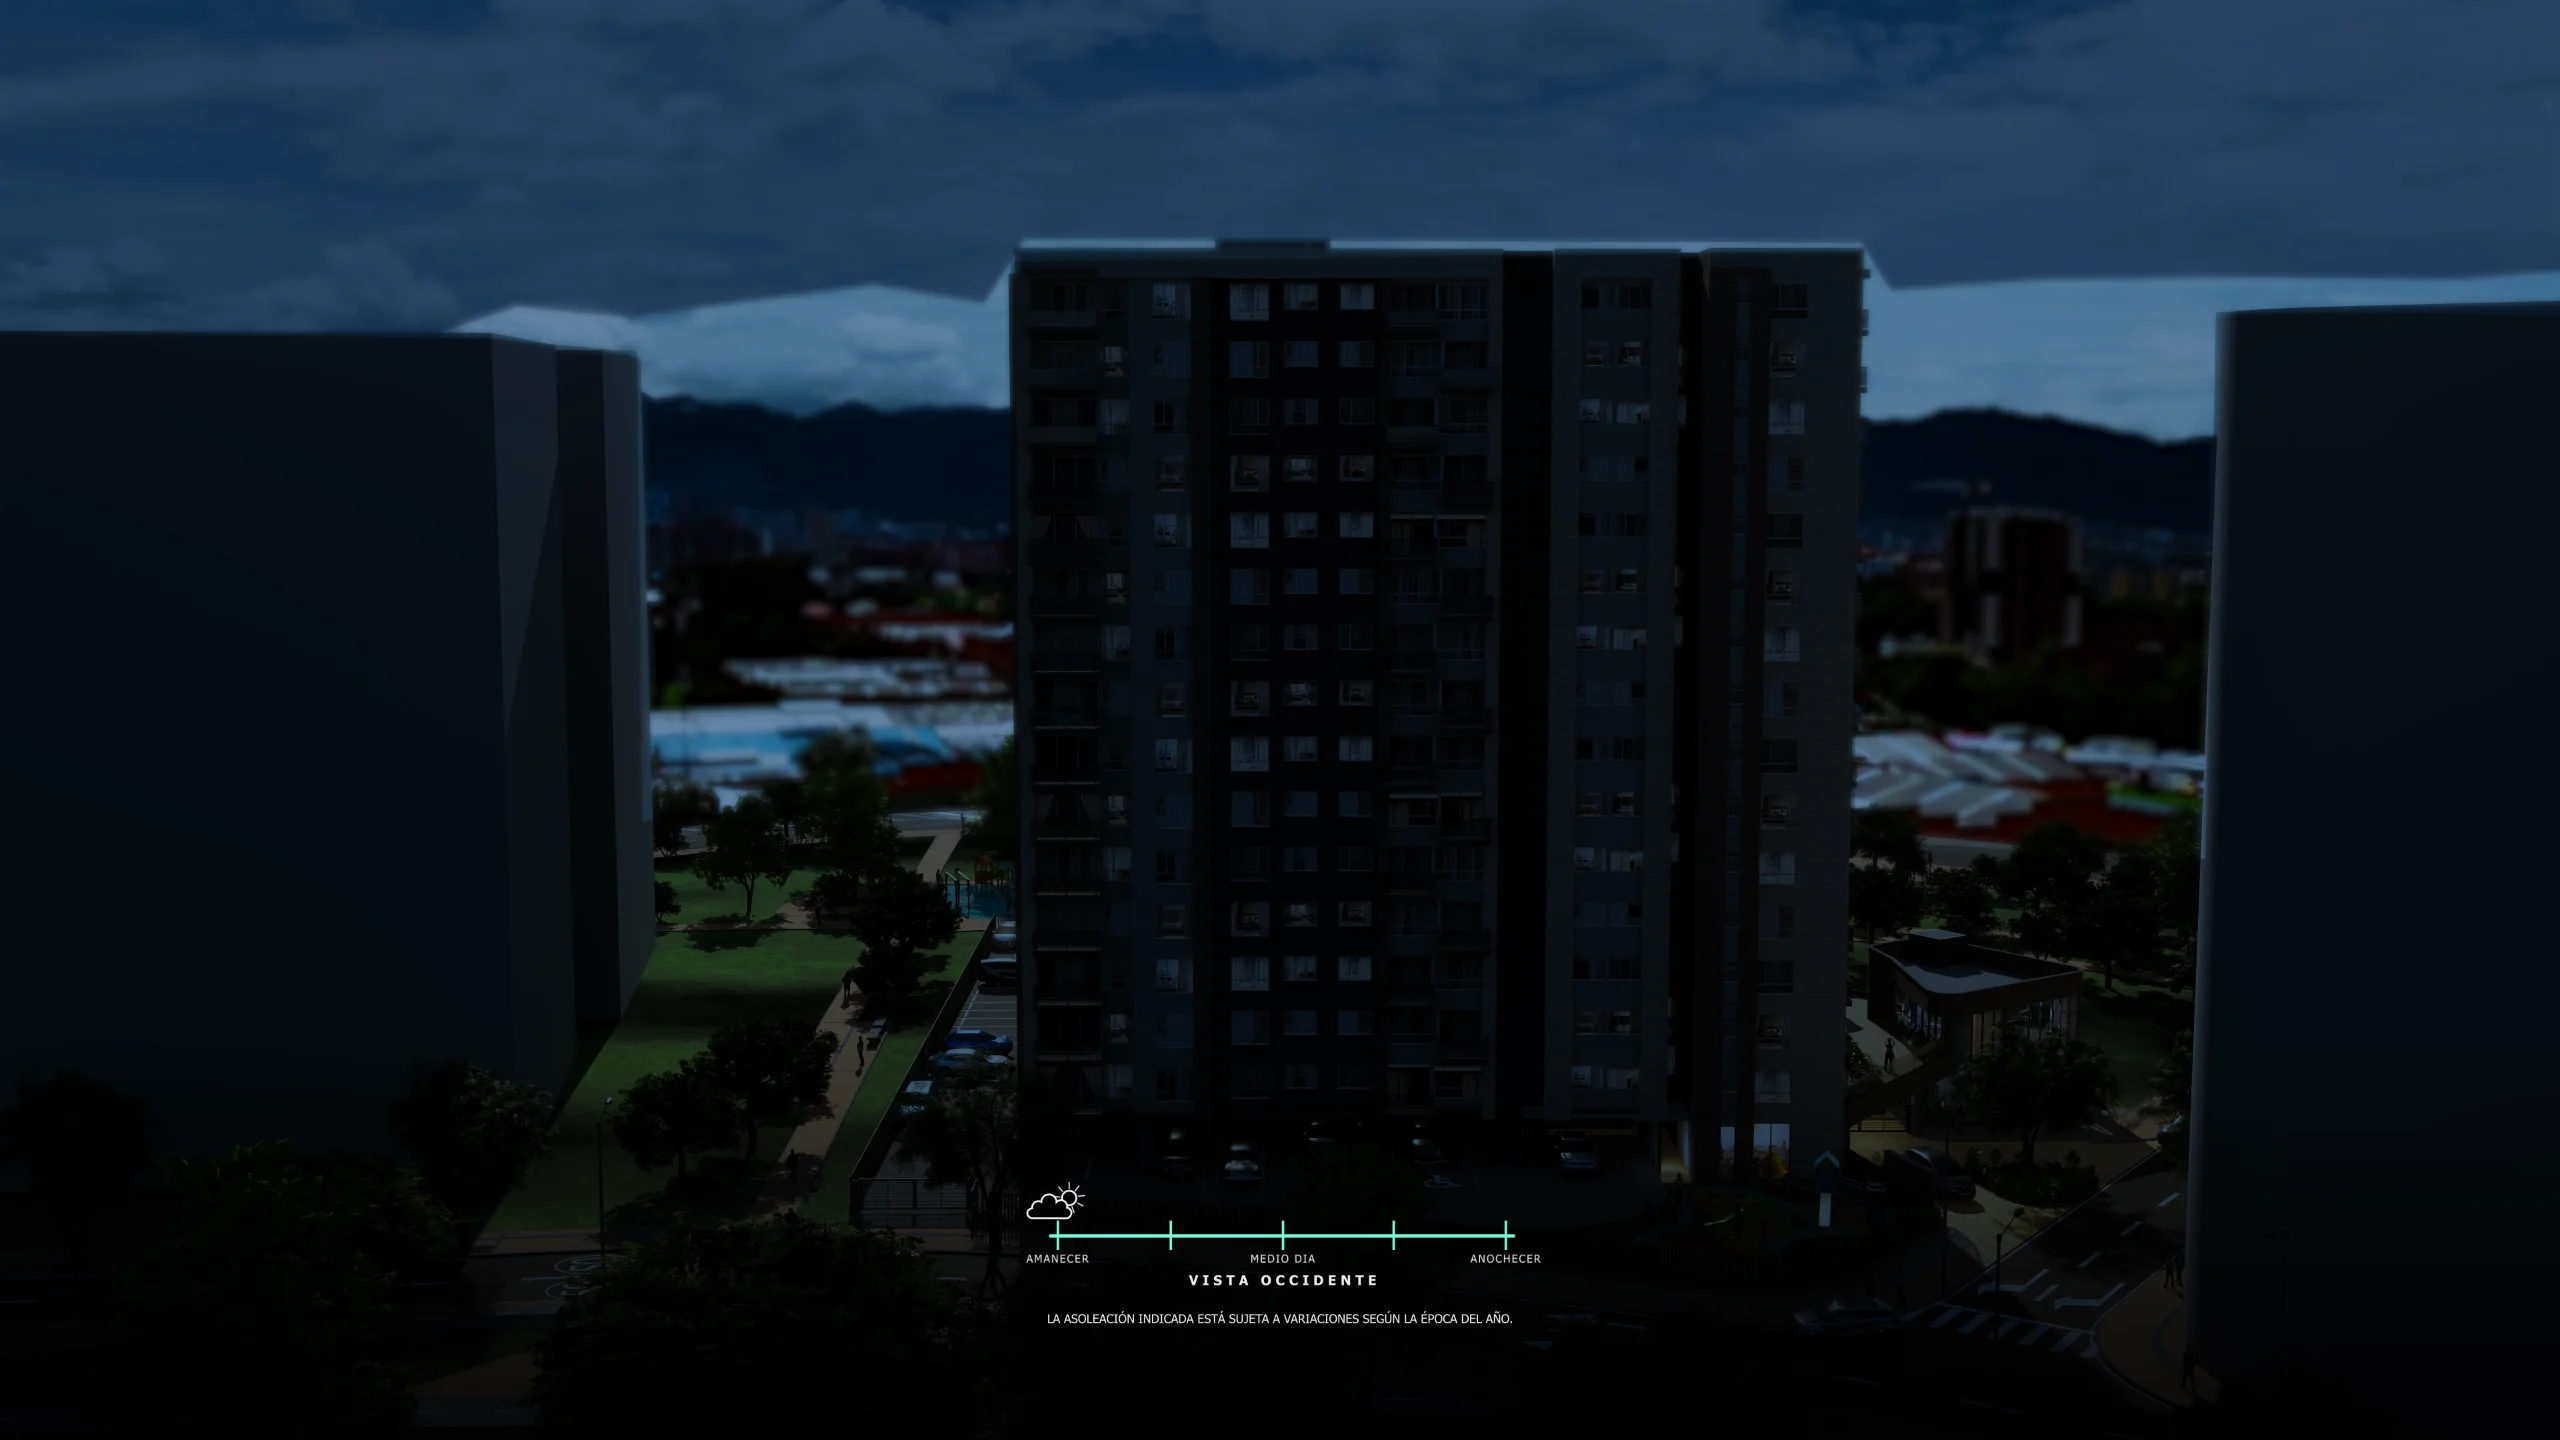 AMANECER
MEDIO DIA
ANOCHECER
VISTA OCCIDENTE
LA ASOLEACIÓN INDICADA ESTÁ SUJETA A VARIACIONES SEGÚN LA ÉPOCA DEL AÑO.